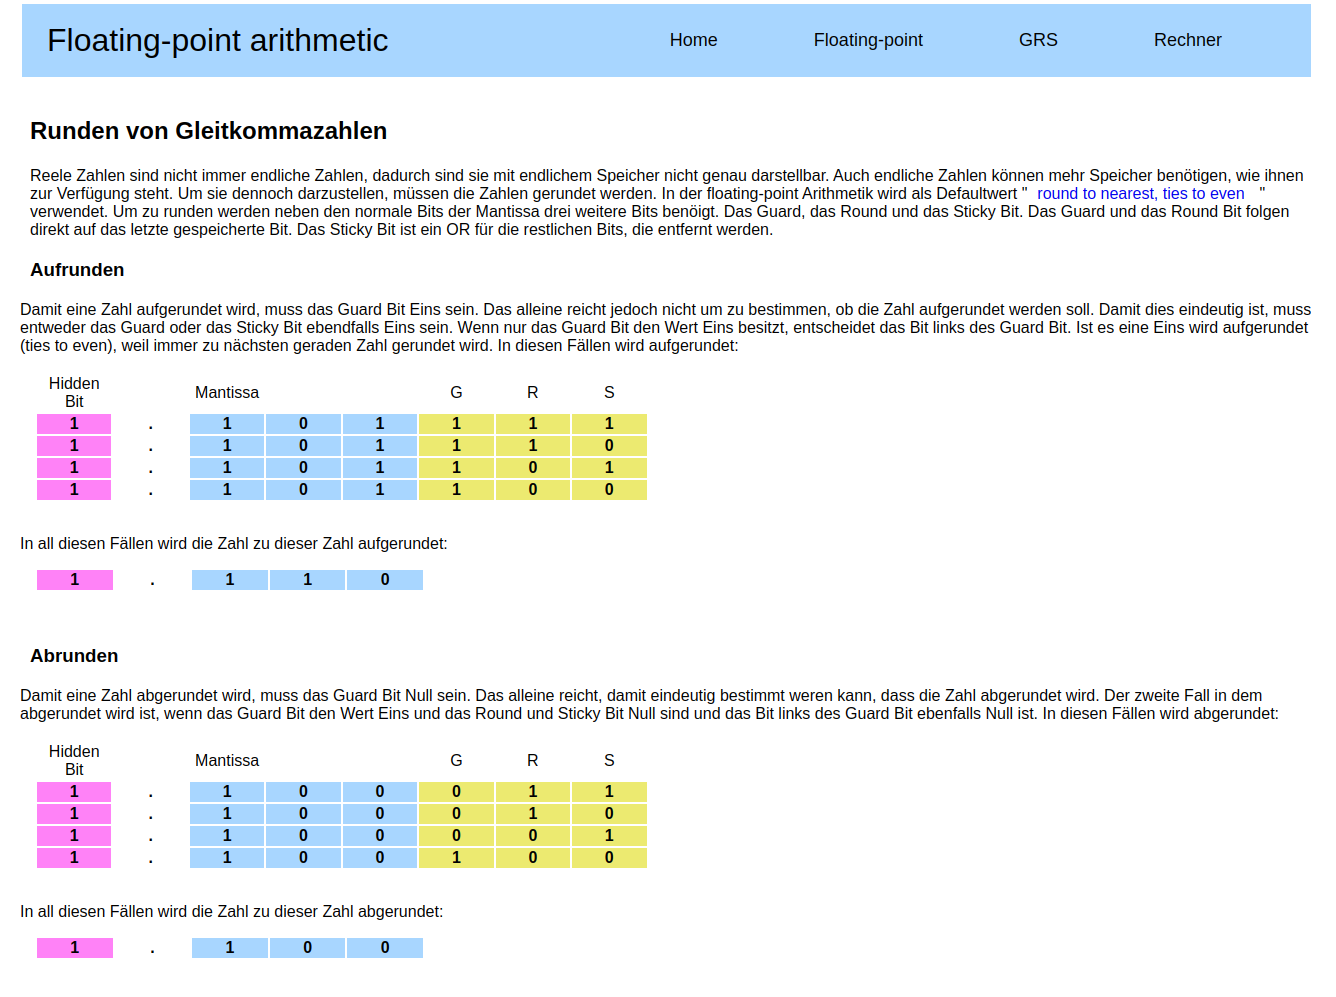 Floating-point arithmetic Home Floating-point GRS Rechner
Runden von Gleitkommazahlen
Reele Zahlen sind nicht immer endliche Zahlen, dadurch sind sie mit endlichem Speicher nicht genau darstellbar. Auch endliche Zahlen können mehr Speicher benötigen, wie ihnen
zur Verfügung steht. Um sie dennoch darzustellen, müssen die Zahlen gerundet werden. In der floating-point Arithmetik wird als Defaultwert " round to nearest, ties to even "
verwendet. Um zu runden werden neben den normale Bits der Mantissa drei weitere Bits benöigt. Das Guard, das Round und das Sticky Bit. Das Guard und das Round Bit folgen
direkt auf das letzte gespeicherte Bit. Das Sticky Bit ist ein OR für die restlichen Bits, die entfernt werden.
Aufrunden
Damit eine Zahl aufgerundet wird, muss das Guard Bit Eins sein. Das alleine reicht jedoch nicht um zu bestimmen, ob die Zahl aufgerundet werden soll. Damit dies eindeutig ist, muss
entweder das Guard oder das Sticky Bit ebendfalls Eins sein. Wenn nur das Guard Bit den Wert Eins besitzt, entscheidet das Bit links des Guard Bit. Ist es eine Eins wird aufgerundet
(ties to even), weil immer zu nächsten geraden Zahl gerundet wird. In diesen Fällen wird aufgerundet:
Hidden
Bit Mantissa G R S
1 . 1 0 1 1 1 1
1 . 1 0 1 1 1 0
1 . 1 0 1 1 0 1
1 . 1 0 1 1 0 0
In all diesen Fällen wird die Zahl zu dieser Zahl aufgerundet:
1 . 1 1 0
Abrunden
Damit eine Zahl abgerundet wird, muss das Guard Bit Null sein. Das alleine reicht, damit eindeutig bestimmt weren kann, dass die Zahl abgerundet wird. Der zweite Fall in dem
abgerundet wird ist, wenn das Guard Bit den Wert Eins und das Round und Sticky Bit Null sind und das Bit links des Guard Bit ebenfalls Null ist. In diesen Fällen wird abgerundet:
Hidden
Bit Mantissa G R S
1 . 1 0 0 0 1 1
1 . 1 0 0 0 1 0
1 . 1 0 0 0 0 1
1 . 1 0 0 1 0 0
In all diesen Fällen wird die Zahl zu dieser Zahl abgerundet:
1 . 1 0 0